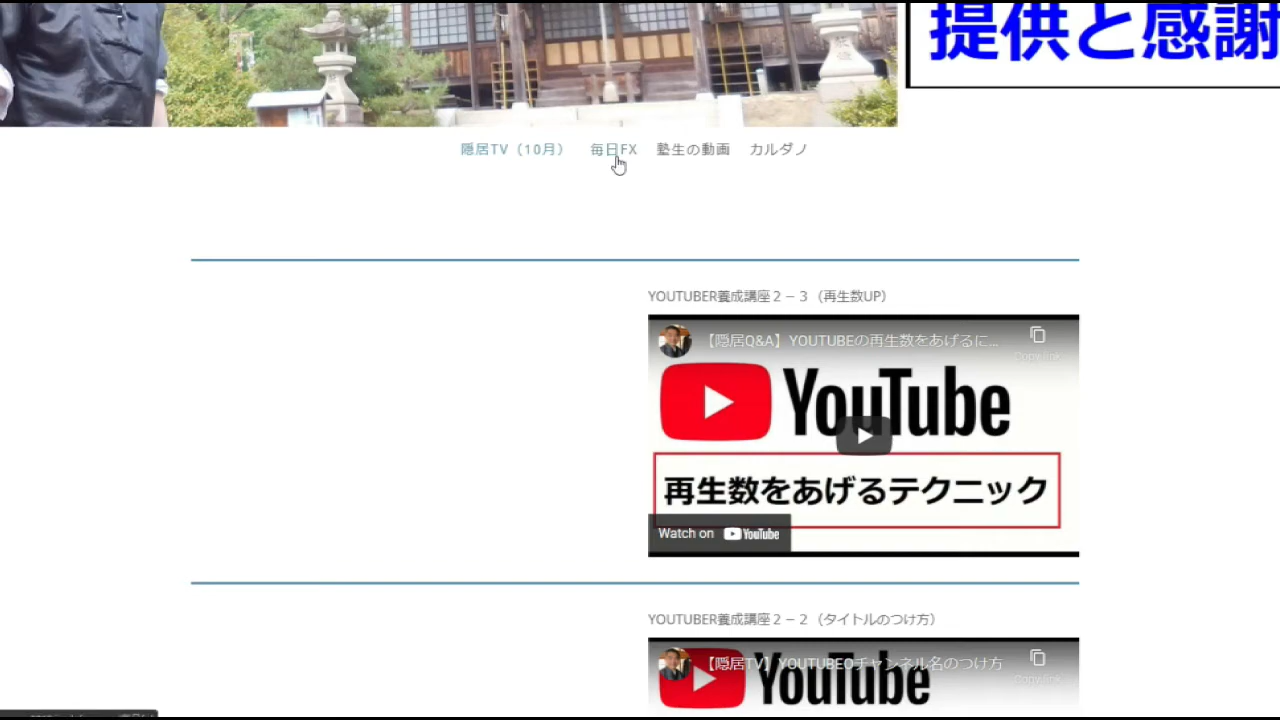 提供と感謝
隠居TV（10月） 毎日FX 塾生の動画 カルダノ
YOUTUBER養成講座２－３（再生数UP）
【隠居Q&A】YOUTUBEの再生数をあげるに...
Copy link
YouTube
再生数をあげるテクニック
Watch on YouTube
YOUTUBER養成講座２－２（タイトルのつけ方）
【隠居TV】YOUTUBEOチャンネル名のつけ方
Copy link
YouTube